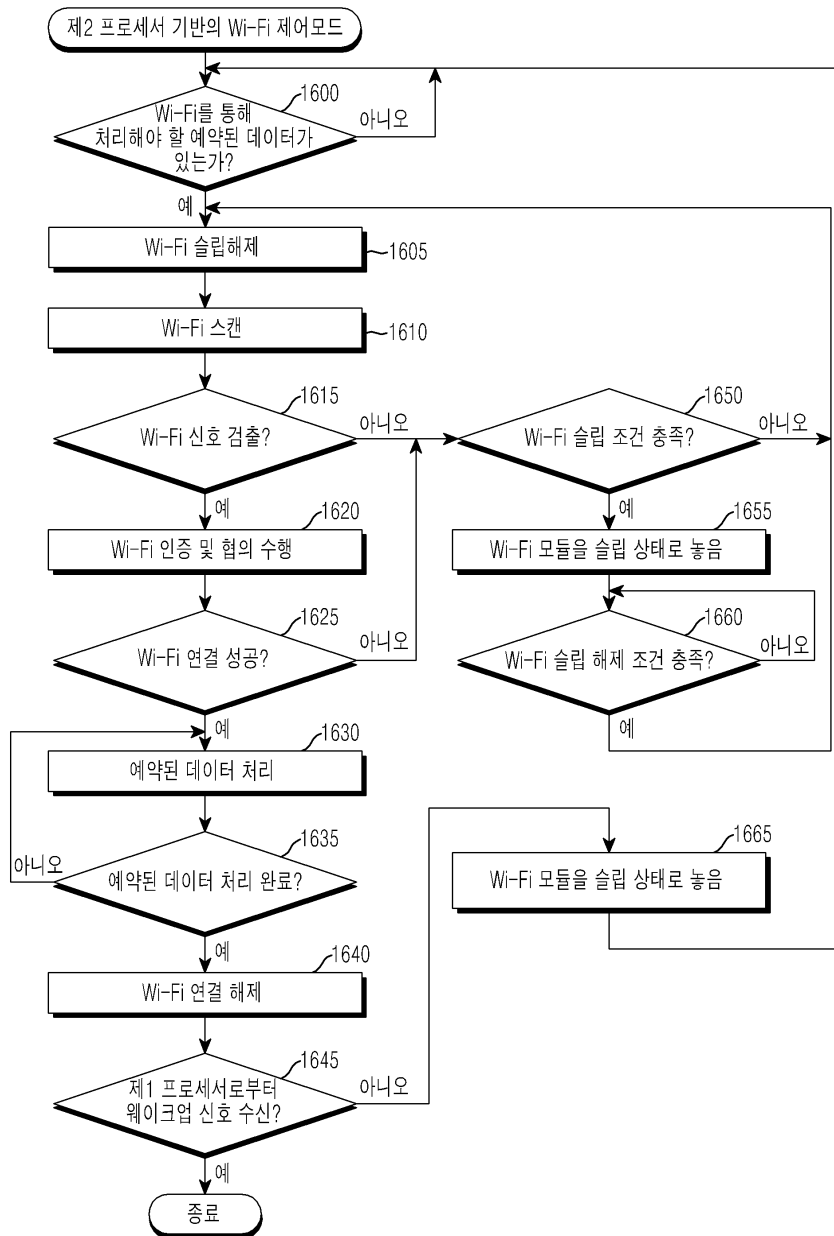 제2 프로세서 기반의 Wi-Fi 제어모드
1600
Wi-Fi를 통해
처리해야 할 예약된 데이터가
있는가?
아니오
예
Wi-Fi 슬립해제
1605
Wi-Fi 스캔
1610
1615
Wi-Fi 신호 검출?
아니오
예
1650
Wi-Fi 슬립 조건 충족?
아니오
예
1620
Wi-Fi 인증 및 협의 수행
1655
Wi-Fi 모듈을 슬립 상태로 놓음
1625
Wi-Fi 연결 성공?
아니오
예
1660
Wi-Fi 슬립 해제 조건 충족?
아니오
예
1630
예약된 데이터 처리
1635
예약된 데이터 처리 완료?
아니오
예
1665
Wi-Fi 모듈을 슬립 상태로 놓음
1640
Wi-Fi 연결 해제
1645
제1 프로세서로부터
웨이크업 신호 수신?
아니오
예
종료